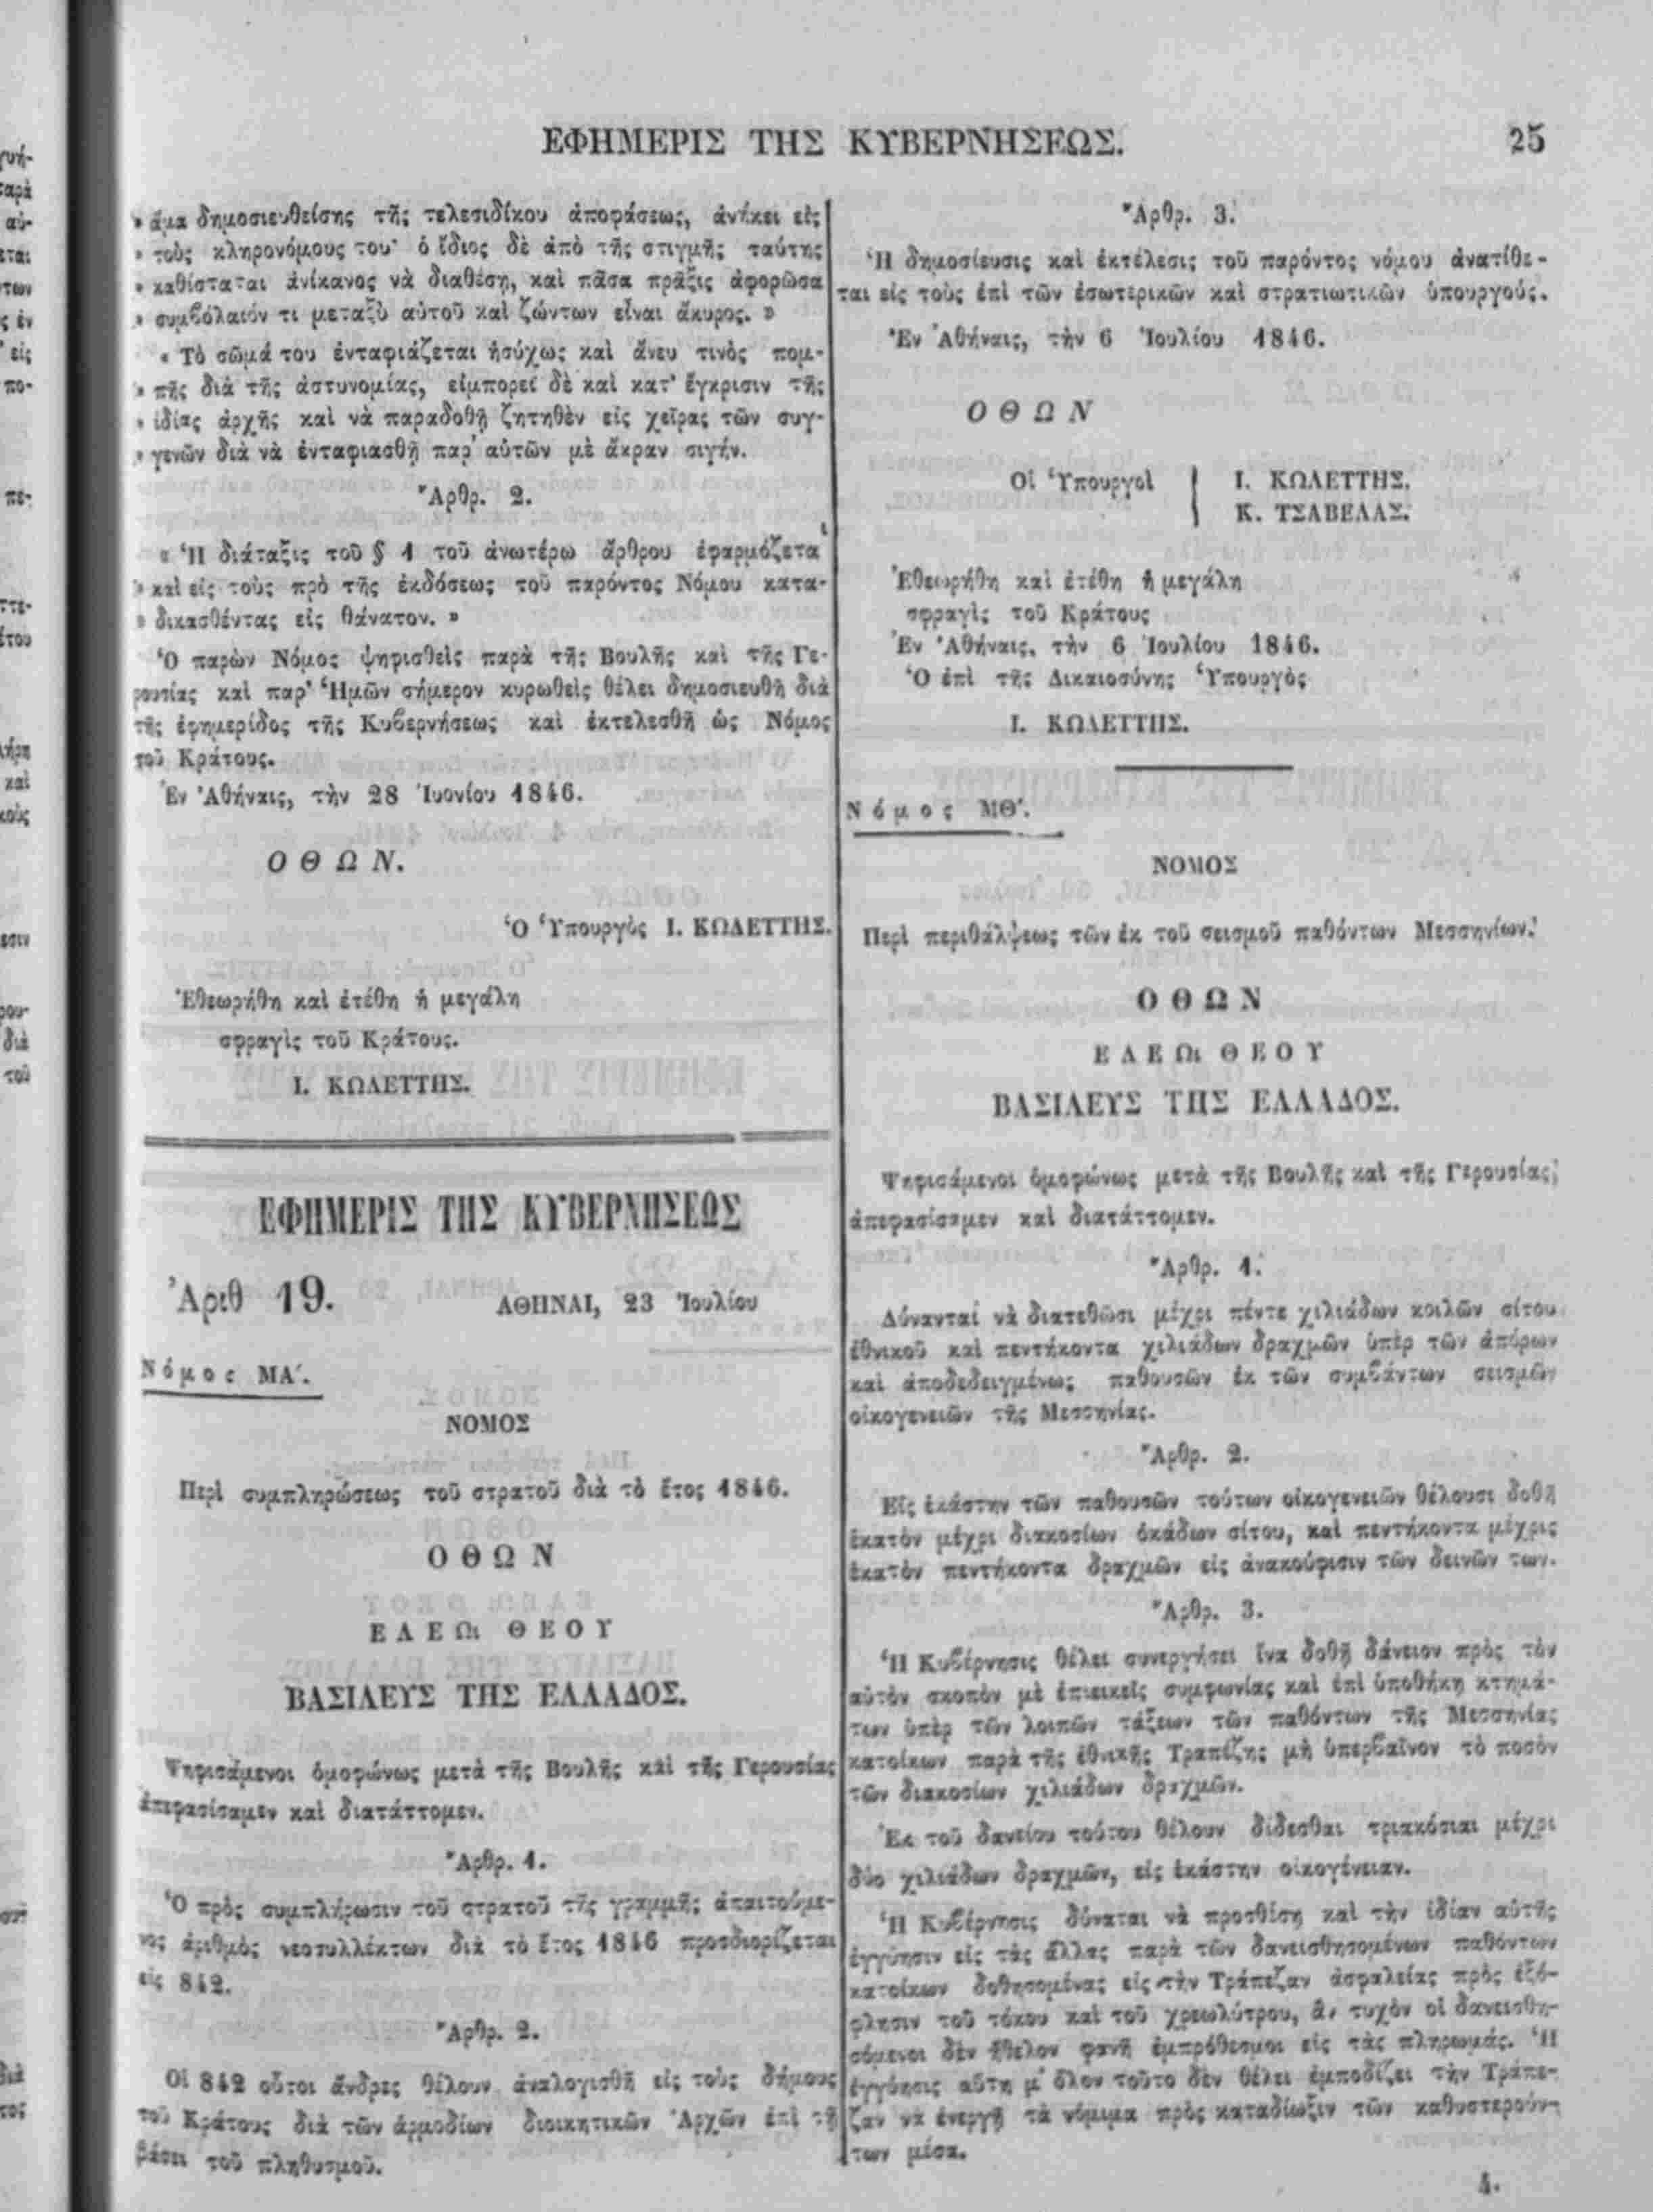 ΕΦΗΜΕΡΙΣ ΤΗΣ ΚΥΒΕΡΝΗΣΕΩΣ.
25
» ἅμα δημοσιευθείσης τῆς τελεσιδίκου ἀποφάσεως, ἀνήκει εἰς
» τοὺς κληρονόμους του· ὁ ἴδιος δὲ ἀπὸ τῆς στιγμῆς ταύτης
» καθίσταται ἀνίκανος νὰ διαθέσῃ, καὶ πᾶσα πρᾶξις ἀφορῶσα
» συμβόλαιόν τι μεταξὺ αὐτοῦ καὶ ζώντων εἶναι ἄκυρος. »
« Τὸ σῶμά του ἐνταφιάζεται ἡσύχως καὶ ἄνευ τινὸς πομ-
» πῆς διὰ τῆς ἀστυνομίας, εἰμπορεῖ δὲ καὶ κατ' ἔγκρισιν τῆς
» ἰδίας ἀρχῆς καὶ νὰ παραδοθῇ ζητηθὲν εἰς χεῖρας τῶν συγ-
» γενῶν διὰ νὰ ἐνταφιασθῇ παρ' αὐτῶν μὲ ἄκραν σιγήν.
Ἄρθρ. 2.
« Ἡ διάταξις τοῦ § 1 τοῦ ἀνωτέρω ἄρθρου ἐφαρμόζετα
» καὶ εἰς τοὺς πρὸ τῆς ἐκδόσεως τοῦ παρόντος Νόμου κατα-
» δικασθέντας εἰς θάνατον. »
Ὁ παρὼν Νόμος ψηφισθεὶς παρὰ τῆς Βουλῆς καὶ τῆς Γε-
ρουσίας καὶ παρ' Ἡμῶν σήμερον κυρωθεὶς θέλει δημοσιευθῆ διὰ
τῆς ἐφημερίδος τῆς Κυβερνήσεως καὶ ἐκτελεσθῆ ὡς Νόμος
τοῦ Κράτους.
Ἐν Ἀθήναις, τὴν 28 Ἰουνίου 1846.
ΟΘΩΝ.
Ὁ Ὑπουργὸς Ι. ΚΩΛΕΤΤΗΣ.
Ἐθεωρήθη καὶ ἐτέθη ἡ μεγάλη
σφραγὶς τοῦ Κράτους.
Ι. ΚΩΛΕΤΤΗΣ.
ΕΦΗΜΕΡΙΣ ΤΗΣ ΚΥΒΕΡΝΗΣΕΩΣ
Ἀριθ 19.
ΑΘΗΝΑΙ, 23 Ἰουλίου
Νόμος ΜΑ΄.
ΝΟΜΟΣ
Περὶ συμπληρώσεως τοῦ στρατοῦ διὰ τὸ ἔτος 1846.
ΟΘΩΝ
ΕΛΕΩι ΘΕΟΥ
ΒΑΣΙΛΕΥΣ ΤΗΣ ΕΛΛΑΔΟΣ.
Ψηφισάμενοι ὁμοφώνως μετὰ τῆς Βουλῆς καὶ τῆς Γερουσίας
ἀπεφασίσαμεν καὶ διατάττομεν.
Ἄρθρ. 1.
Ὁ πρὸς συμπλήρωσιν τοῦ στρατοῦ τῆς γραμμῆς ἀπαιτούμε-
νος ἀριθμὸς νεοσυλλέκτων διὰ τὸ ἔτος 1846 προσδιορίζεται
εἰς 842.
Ἄρθρ. 2.
Οἱ 842 οὗτοι ἄνδρες θέλουν ἀναλογισθῆ εἰς τοὺς δήμους
τοῦ Κράτους διὰ τῶν ἁρμοδίων διοικητικῶν Ἀρχῶν ἐπὶ τῇ
βάσει τοῦ πληθυσμοῦ.
Ἄρθρ. 3.
Ἡ δημοσίευσις καὶ ἐκτέλεσις τοῦ παρόντος νόμου ἀνατίθε-
ται εἰς τοὺς ἐπὶ τῶν ἐσωτερικῶν καὶ στρατιωτικῶν ὑπουργούς.
Ἐν Ἀθήναις, τὴν 6 Ἰουλίου 1846.
ΟΘΩΝ
Οἱ Ὑπουργοὶ
Ι. ΚΩΛΕΤΤΗΣ.
Κ. ΤΣΑΒΕΛΑΣ.
Ἐθεωρήθη καὶ ἐτέθη ἡ μεγάλη
σφραγὶς τοῦ Κράτους
Ἐν Ἀθήναις, τὴν 6 Ἰουλίου 1846.
Ὁ ἐπὶ τῆς Δικαιοσύνης Ὑπουργὸς
Ι. ΚΩΛΕΤΤΗΣ.
Νόμος ΜΘ΄.
ΝΟΜΟΣ
Περὶ περιθάλψεως τῶν ἐκ τοῦ σεισμοῦ παθόντων Μεσσηνίων.
ΟΘΩΝ
ΕΛΕΩι ΘΕΟΥ
ΒΑΣΙΛΕΥΣ ΤΗΣ ΕΛΛΑΔΟΣ.
Ψηφισάμενοι ὁμοφώνως μετὰ τῆς Βουλῆς καὶ τῆς Γερουσίας,
ἀπεφασίσαμεν καὶ διατάττομεν.
Ἄρθρ. 1.
Δύνανταί νὰ διατεθῶσι μέχρι πέντε χιλιάδων κοιλῶν σίτου
ἐθνικοῦ καὶ πεντήκοντα χιλιάδων δραχμῶν ὑπὲρ τῶν ἀπόρων
καὶ ἀποδεδειγμένως παθουσῶν ἐκ τῶν συμβάντων σεισμῶν
οἰκογενειῶν τῆς Μεσσηνίας.
Ἄρθρ. 2.
Εἰς ἑκάστην τῶν παθουσῶν τούτων οἰκογενειῶν θέλουσι δοθῆ
ἑκατὸν μέχρι διακοσίων ὀκάδων σίτου, καὶ πεντήκοντα μέχρις
ἑκατὸν πεντήκοντα δραχμῶν εἰς ἀνακούφισιν τῶν δεινῶν των.
Ἄρθρ. 3.
Ἡ Κυβέρνησις θέλει συνεργήσει ἵνα δοθῇ δάνειον πρὸς τὸν
αὐτὸν σκοπὸν μὲ ἐπιεικεῖς συμφωνίας καὶ ἐπὶ ὑποθήκῃ κτημά-
των ὑπὲρ τῶν λοιπῶν τάξεων τῶν παθόντων τῆς Μεσσηνίας
κατοίκων παρὰ τῆς ἐθνικῆς Τραπέζης μὴ ὑπερβαῖνον τὸ ποσὸν
τῶν διακοσίων χιλιάδων δραχμῶν.
Ἐκ τοῦ δανείου τούτου θέλουν δίδεσθαι τριακόσιαι μέχρι
δύο χιλιάδων δραχμῶν, εἰς ἑκάστην οἰκογένειαν.
Ἡ Κυβέρνησις δύναται νὰ προσθέσῃ καὶ τὴν ἰδίαν αὐτῆς
ἐγγύησιν εἰς τὰς ἄλλας παρὰ τῶν δανεισθησομένων παθόντων
κατοίκων δοθησομένας εἰς τὴν Τράπεζαν ἀσφαλείας πρὸς ἐξό-
φλησιν τοῦ τόκου καὶ τοῦ χρεωλύτρου, ἂν τυχὸν οἱ δανεισθη-
σόμενοι δὲν ἤθελον φανῆ ἐμπρόθεσμοι εἰς τὰς πληρωμάς. Ἡ
ἐγγύησις αὕτη μ' ὅλον τοῦτο δὲν θέλει ἐμποδίζει τὴν Τράπε-
ζαν νὰ ἐνεργῇ τὰ νόμιμα πρὸς καταδίωξιν τῶν καθυστερούν-
των μέσα.
4.